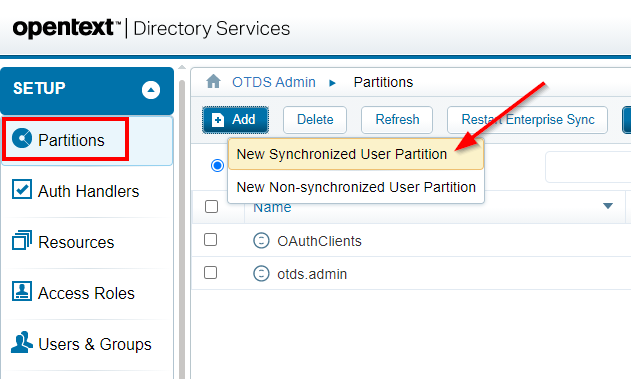 opentext™ | Directory Services
SETUP
Partitions
Auth Handlers
Resources
Access Roles
Users & Groups
OTDS Admin ▸ Partitions
Add Delete Refresh Restart Enterprise Sync
New Synchronized User Partition
New Non-synchronized User Partition
Name
OAuthClients
otds.admin